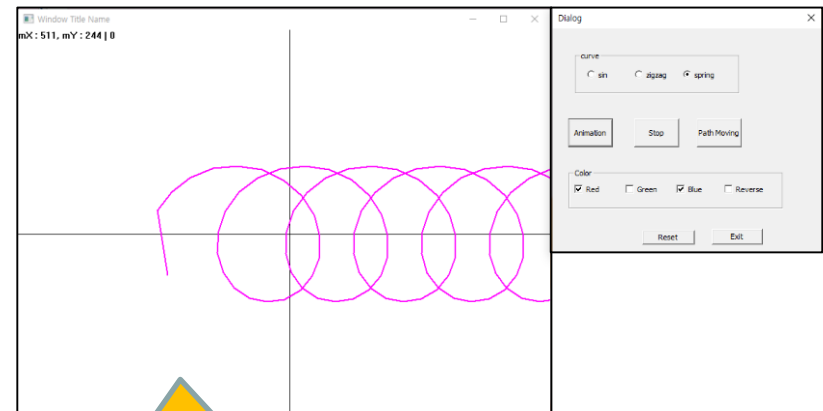 Window Title Name
mX : 511, mY : 244 | 0
Dialog
curve
sin zigzag spring
Animation Stop Path Moving
Color
Red Green Blue Reverse
Reset Exit